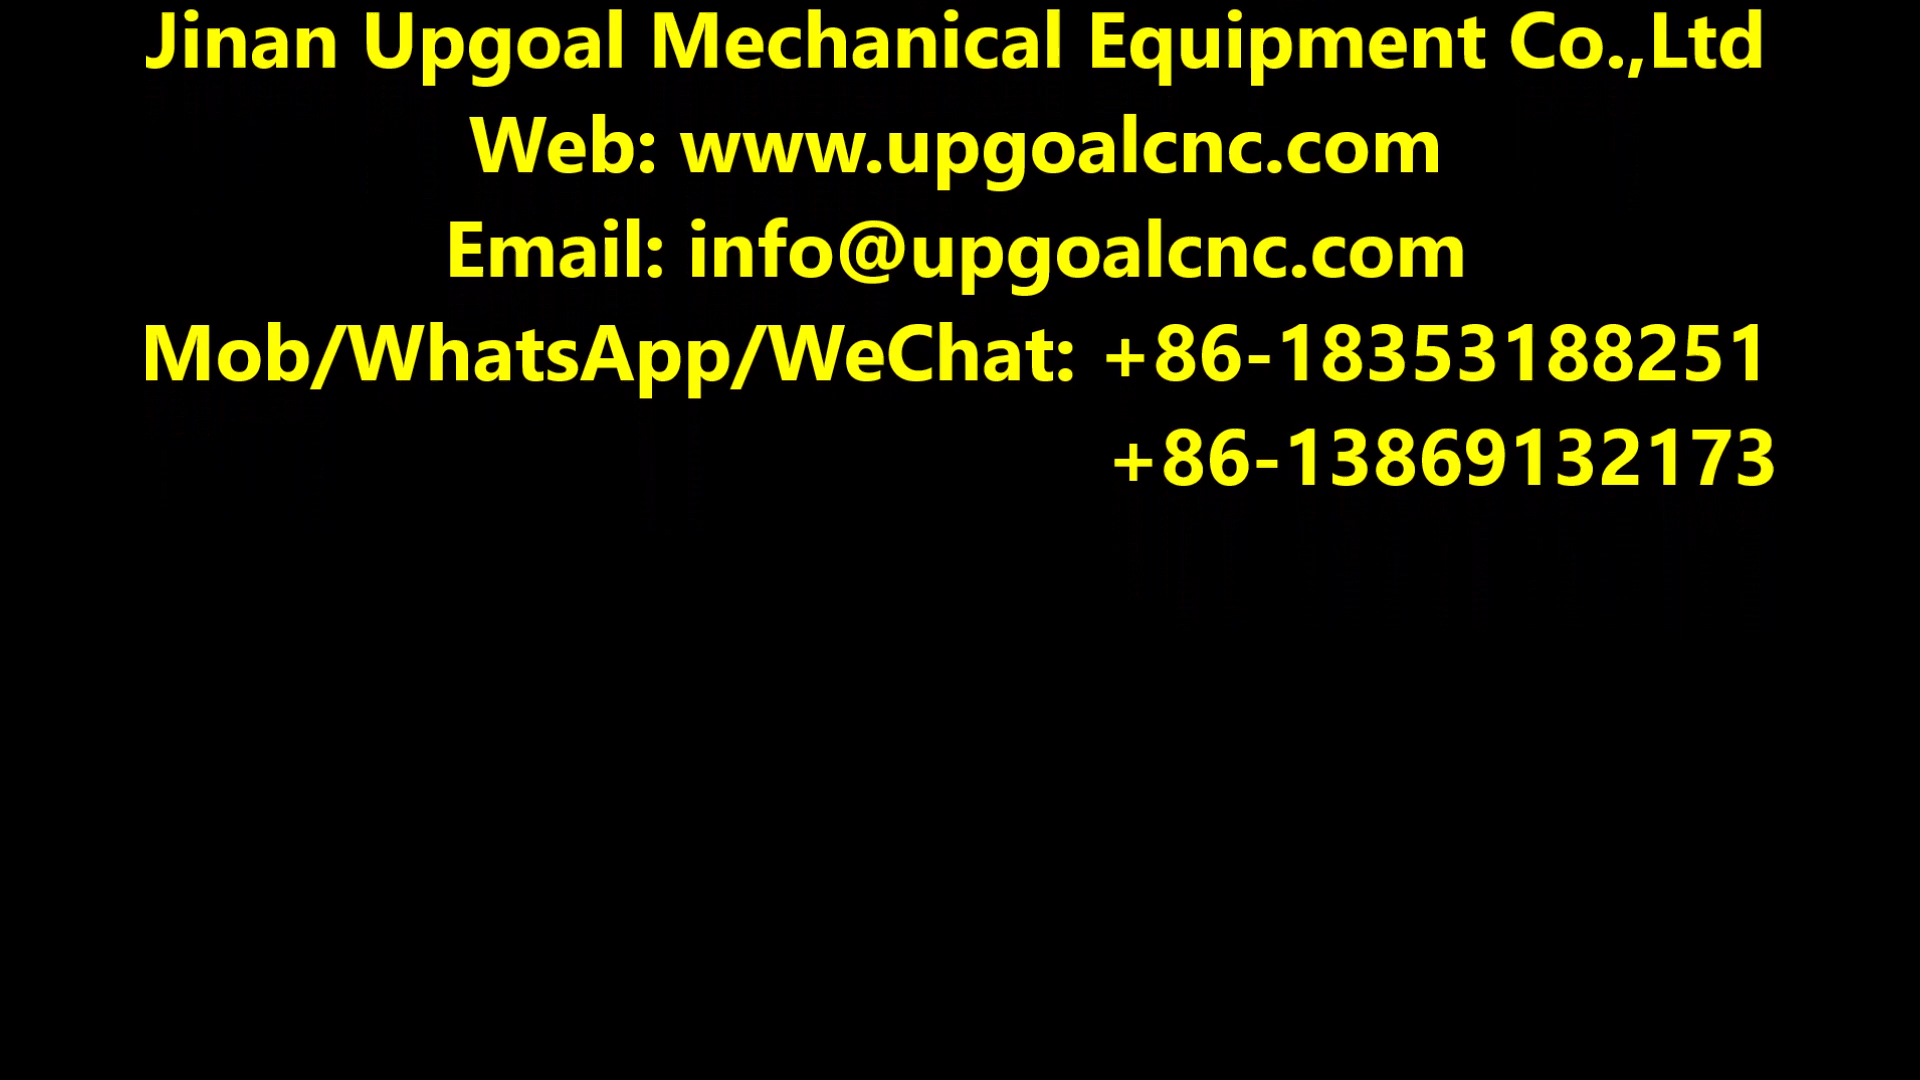 Jinan Upgoal Mechanical Equipment Co.,Ltd
Web: www.upgoalcnc.com
Email: info@upgoalcnc.com
Mob/WhatsApp/WeChat: +86-18353188251
+86-13869132173